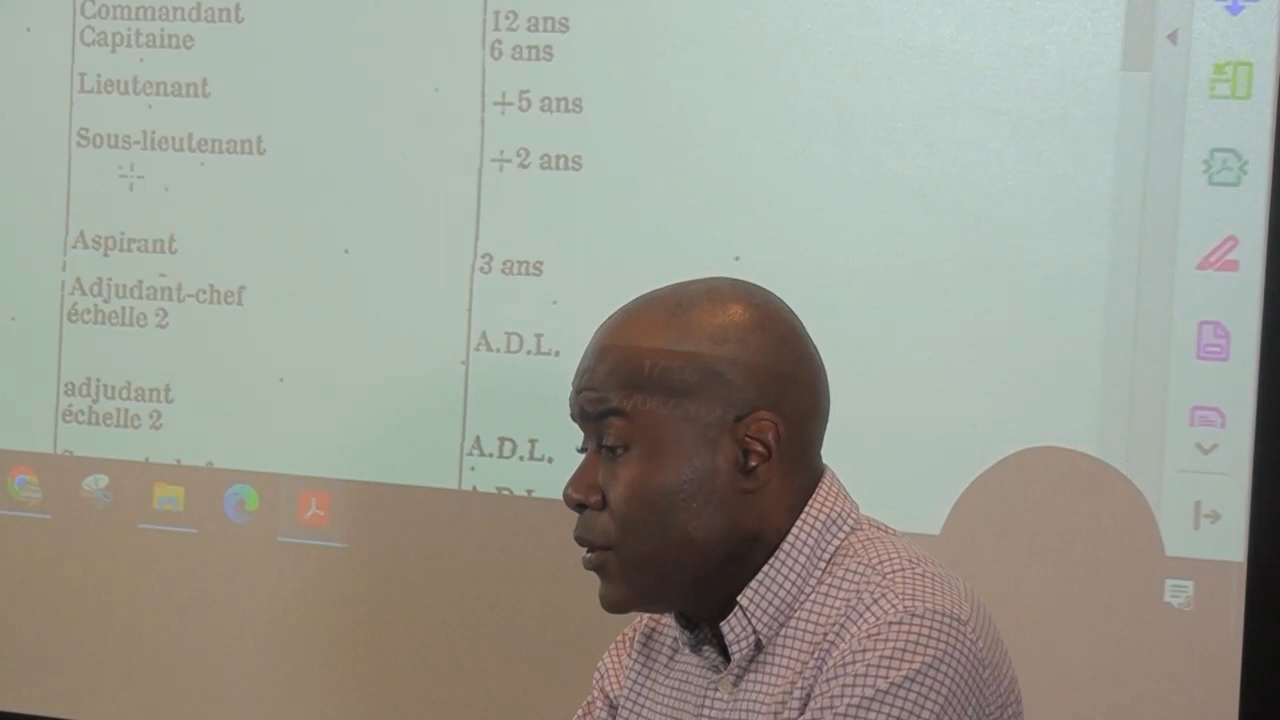 Commandant
12 ans
Capitaine
6 ans
Lieutenant
+5 ans
Sous-lieutenant
+2 ans
Aspirant
3 ans
Adjudant-chef
échelle 2
A.D.L.
adjudant
échelle 2
A.D.L.